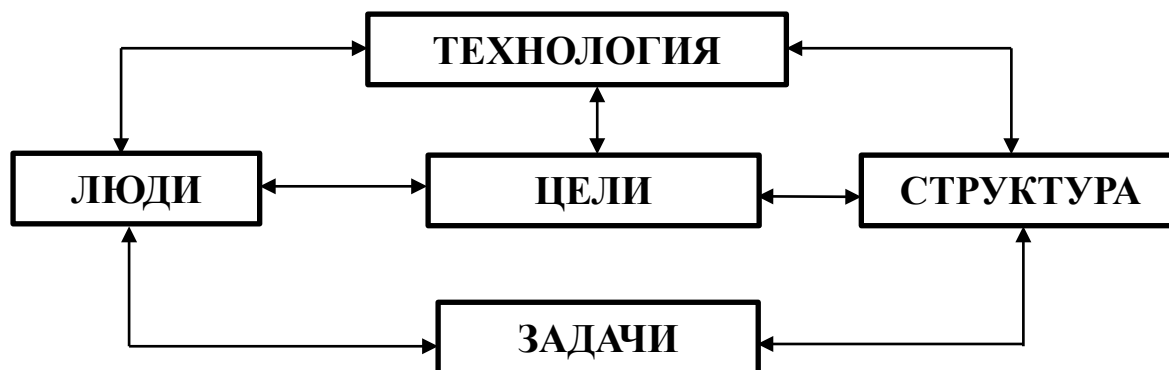 ТЕХНОЛОГИЯ
ЛЮДИ
ЦЕЛИ
СТРУКТУРА
ЗАДАЧИ